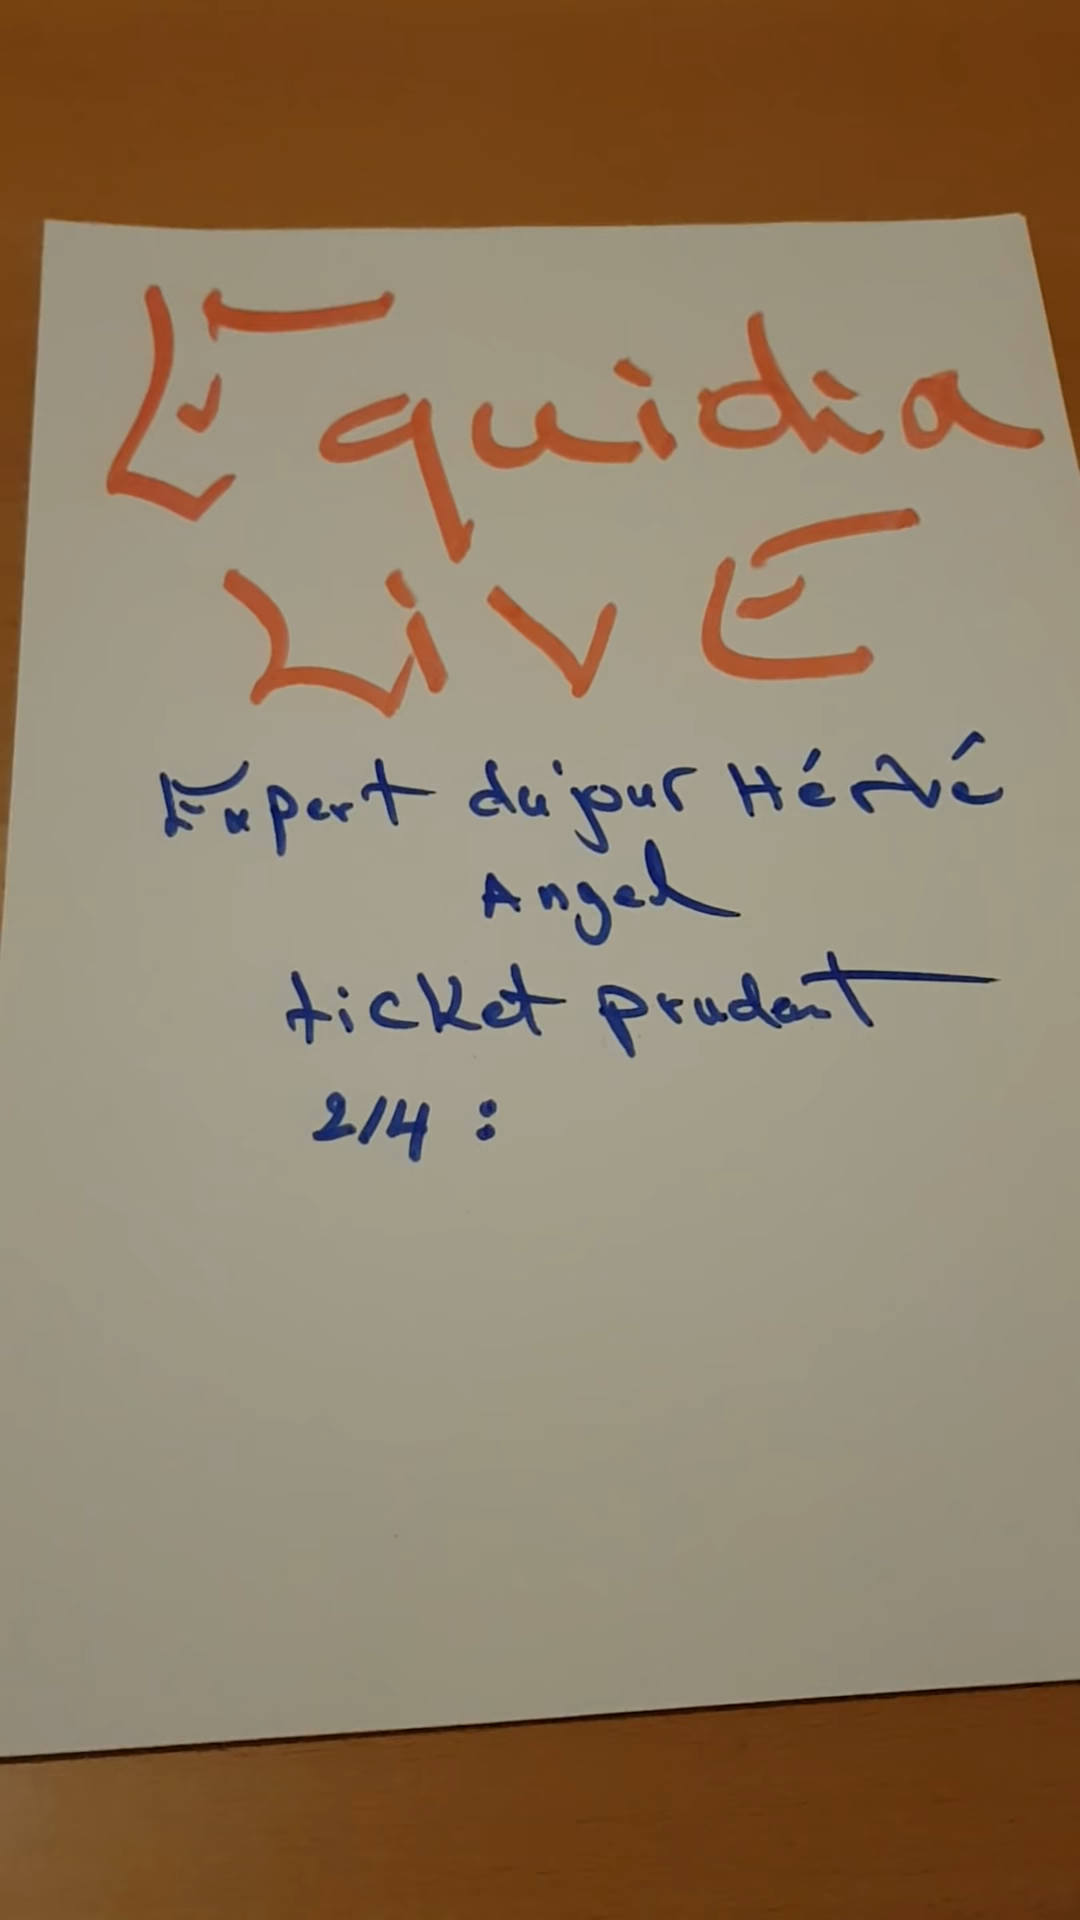 Equidia
LivE
Expert du jour Hérvé
Angel
ticket prudent
2/4 :